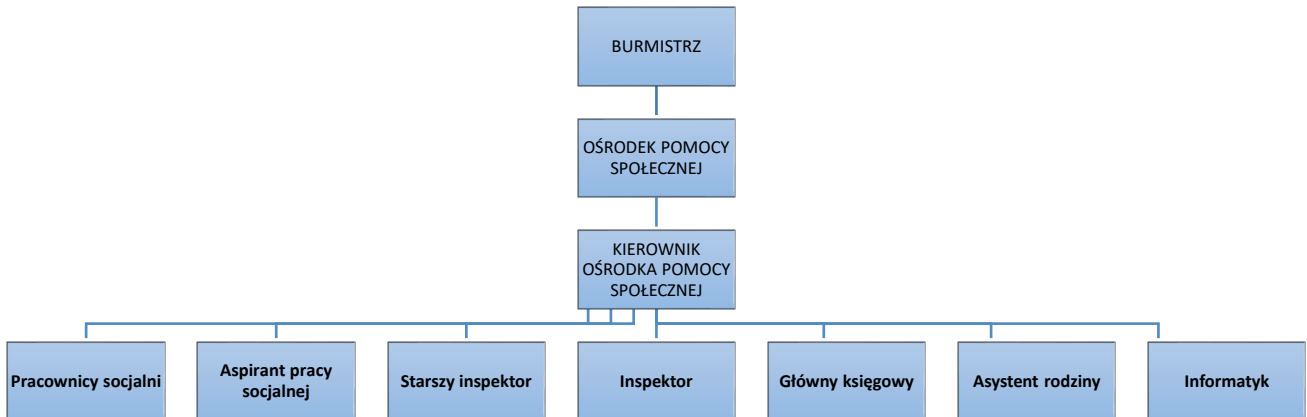 BURMISTRZ
OŚRODEK POMOCY
SPOŁECZNEJ
KIEROWNIK
OŚRODKA POMOCY
SPOŁECZNEJ
Pracownicy socjalni
Aspirant pracy
socjalnej
Starszy inspektor
Inspektor
Główny księgowy
Asystent rodziny
Informatyk